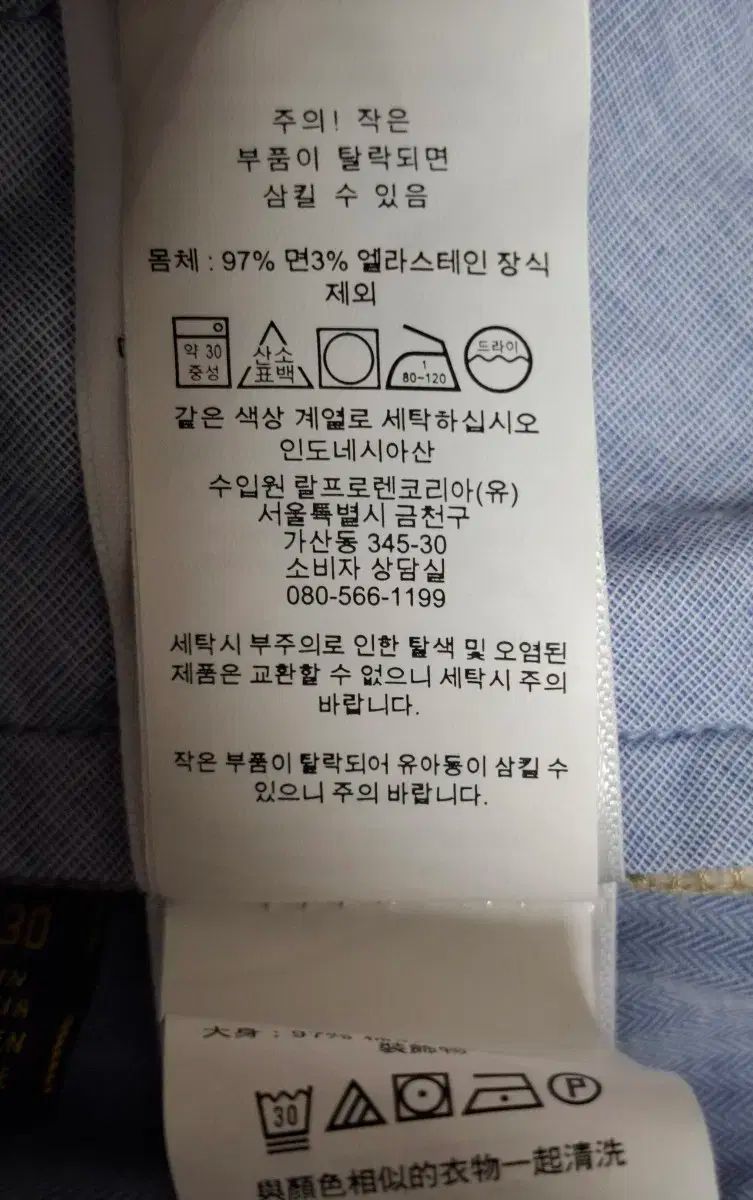 주의! 작은
부품이 탈락되면
삼킬 수 있음
몸체 : 97% 면3% 엘라스테인 장식
제외
약 30
중성
산소
표백
1
80~120
드라이
같은 색상 계열로 세탁하십시오
인도네시아산
수입원 랄프로렌코리아(유)
서울특별시 금천구
가산동 345-30
소비자 상담실
080-566-1199
세탁시 부주의로 인한 탈색 및 오염된
제품은 교환할 수 없으니 세탁시 주의
바랍니다.
작은 부품이 탈락되어 유아동이 삼킬 수
있으니 주의 바랍니다.
30
大身 : 97%
裝飾物
30
P
與顏色相似的衣物一起清洗